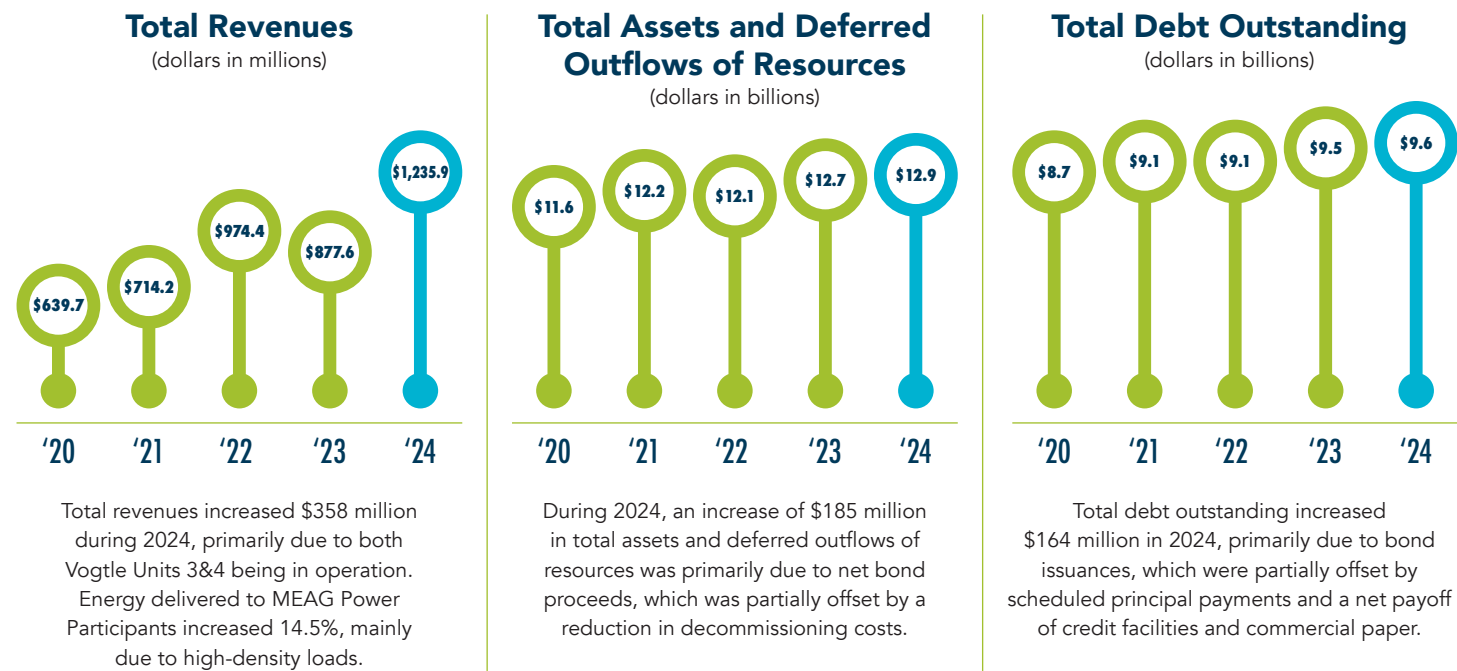 Total Revenues
(dollars in millions)
$639.7
$714.2
$974.4
$877.6
$1,235.9
‘20
‘21
‘22
‘23
‘24
Total revenues increased $358 million
during 2024, primarily due to both
Vogtle Units 3&4 being in operation.
Energy delivered to MEAG Power
Participants increased 14.5%, mainly
due to high-density loads.
Total Assets and Deferred
Outflows of Resources
(dollars in billions)
$11.6
$12.2
$12.1
$12.7
$12.9
‘20
‘21
‘22
‘23
‘24
During 2024, an increase of $185 million
in total assets and deferred outflows of
resources was primarily due to net bond
proceeds, which was partially offset by a
reduction in decommissioning costs.
Total Debt Outstanding
(dollars in billions)
$8.7
$9.1
$9.1
$9.5
$9.6
‘20
‘21
‘22
‘23
‘24
Total debt outstanding increased
$164 million in 2024, primarily due to bond
issuances, which were partially offset by
scheduled principal payments and a net payoff
of credit facilities and commercial paper.